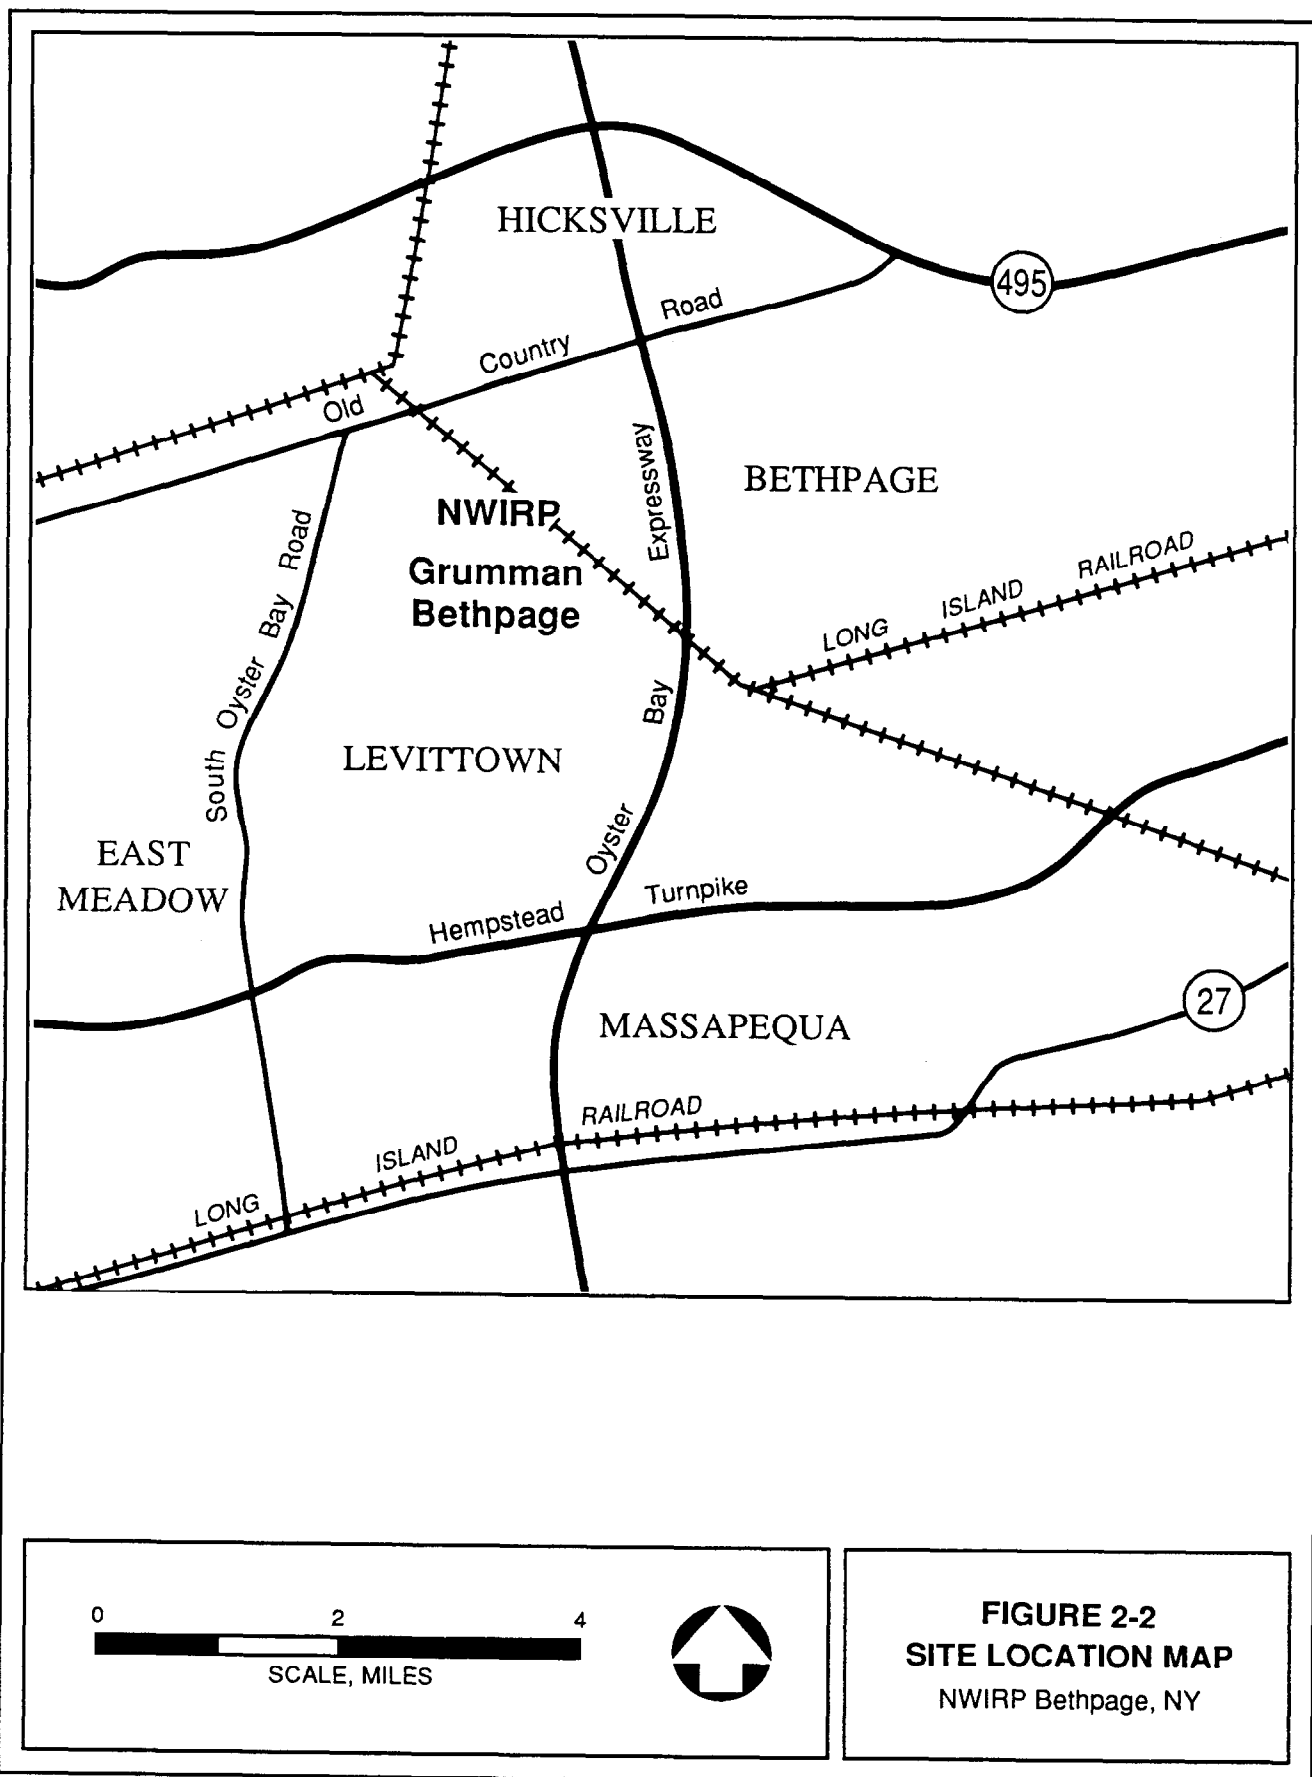 HICKSVILLE
495
Old Country Road
Expressway
BETHPAGE
NWIRP
Grumman
Bethpage
South Oyster Bay Road
LONG ISLAND RAILROAD
Oyster Bay
LEVITTOWN
EAST
MEADOW
Hempstead Turnpike
27
MASSAPEQUA
LONG ISLAND RAILROAD
0 2 4
SCALE, MILES
FIGURE 2-2
SITE LOCATION MAP
NWIRP Bethpage, NY